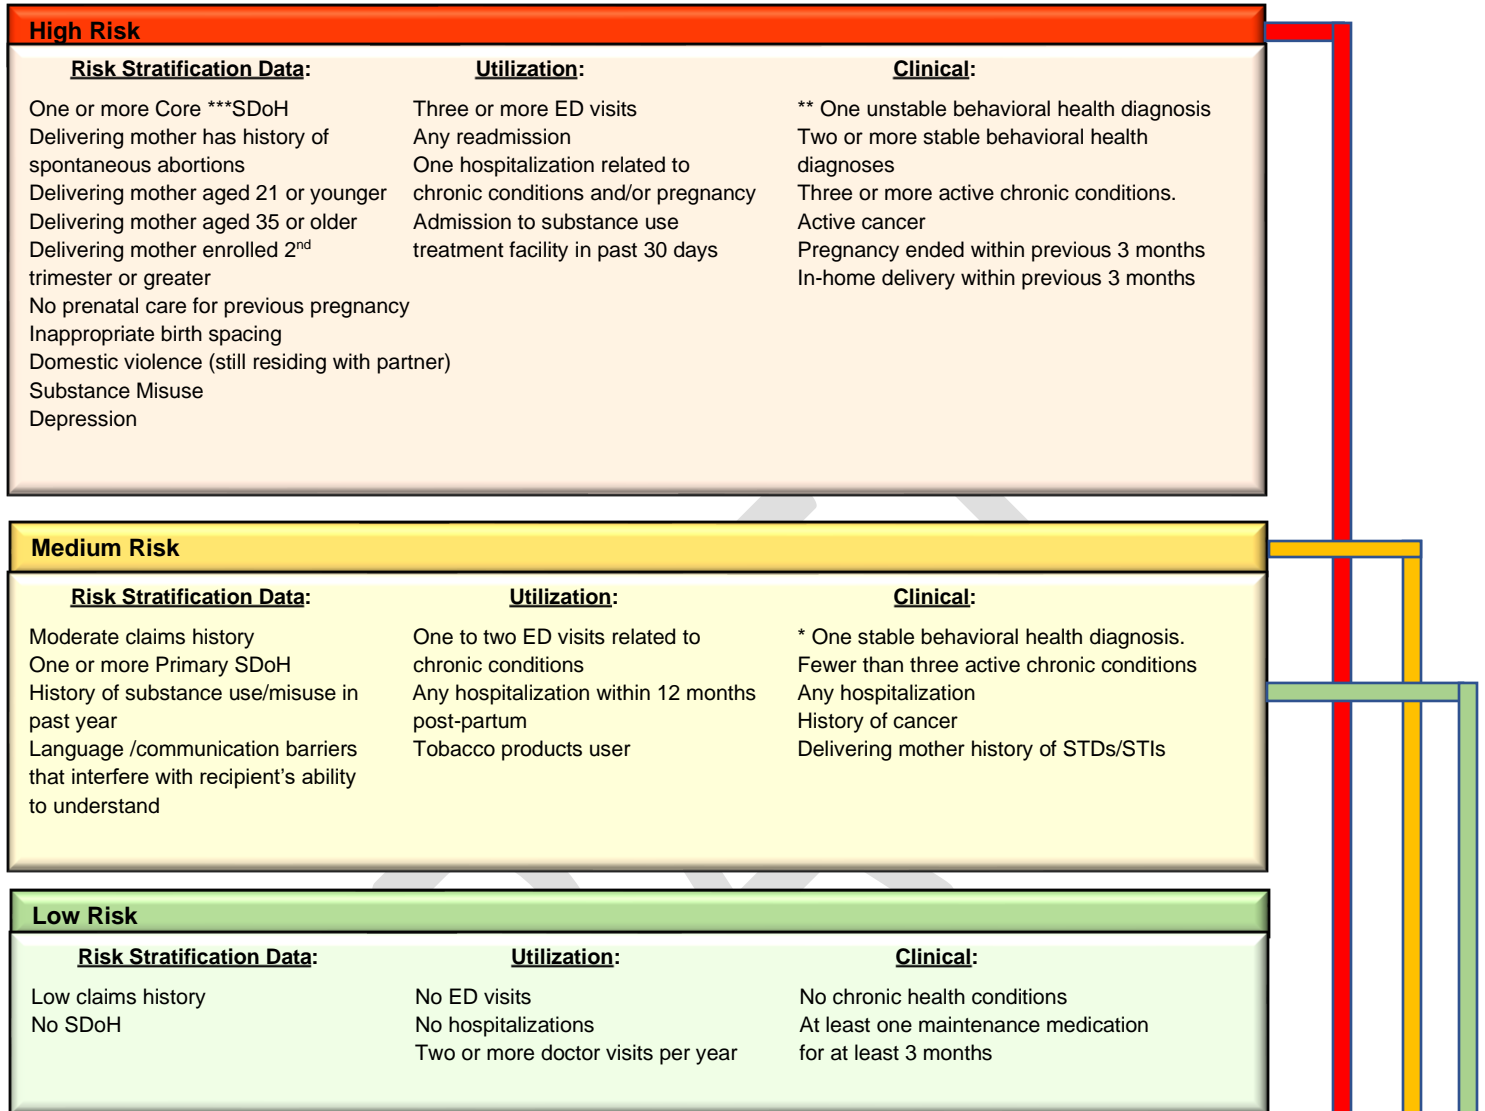 High Risk
Risk Stratification Data:
One or more Core ***SDoH
Delivering mother has history of
spontaneous abortions
Delivering mother aged 21 or younger
Delivering mother aged 35 or older
Delivering mother enrolled 2nd
trimester or greater
No prenatal care for previous pregnancy
Inappropriate birth spacing
Domestic violence (still residing with partner)
Substance Misuse
Depression
Utilization:
Three or more ED visits
Any readmission
One hospitalization related to
chronic conditions and/or pregnancy
Admission to substance use
treatment facility in past 30 days
Clinical:
** One unstable behavioral health diagnosis
Two or more stable behavioral health
diagnoses
Three or more active chronic conditions.
Active cancer
Pregnancy ended within previous 3 months
In-home delivery within previous 3 months
Medium Risk
Risk Stratification Data:
Moderate claims history
One or more Primary SDoH
History of substance use/misuse in
past year
Language /communication barriers
that interfere with recipient’s ability
to understand
Utilization:
One to two ED visits related to
chronic conditions
Any hospitalization within 12 months
post-partum
Tobacco products user
Clinical:
* One stable behavioral health diagnosis.
Fewer than three active chronic conditions
Any hospitalization
History of cancer
Delivering mother history of STDs/STIs
Low Risk
Risk Stratification Data:
Low claims history
No SDoH
Utilization:
No ED visits
No hospitalizations
Two or more doctor visits per year
Clinical:
No chronic health conditions
At least one maintenance medication
for at least 3 months